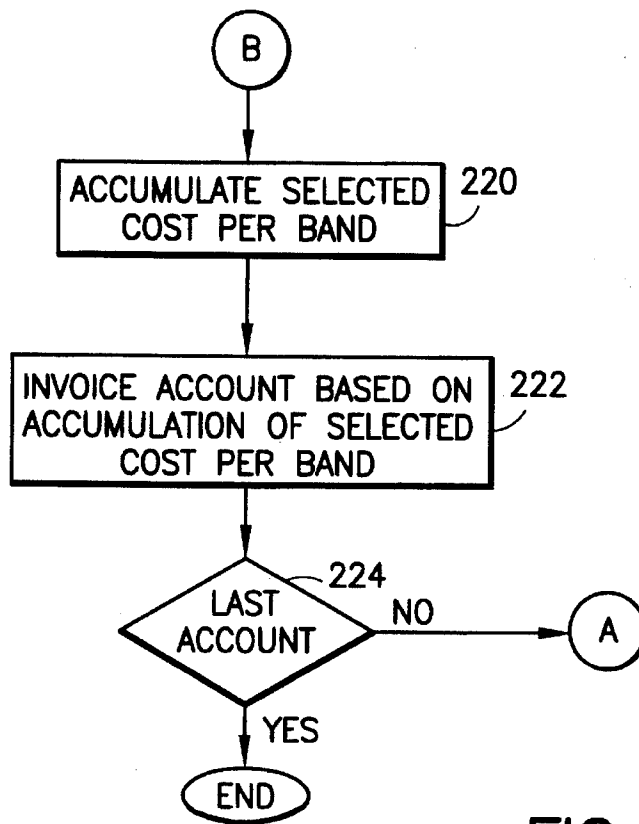 B
ACCUMULATE SELECTED
COST PER BAND
220
INVOICE ACCOUNT BASED ON
ACCUMULATION OF SELECTED
COST PER BAND
222
224
LAST
ACCOUNT
NO
A
YES
END